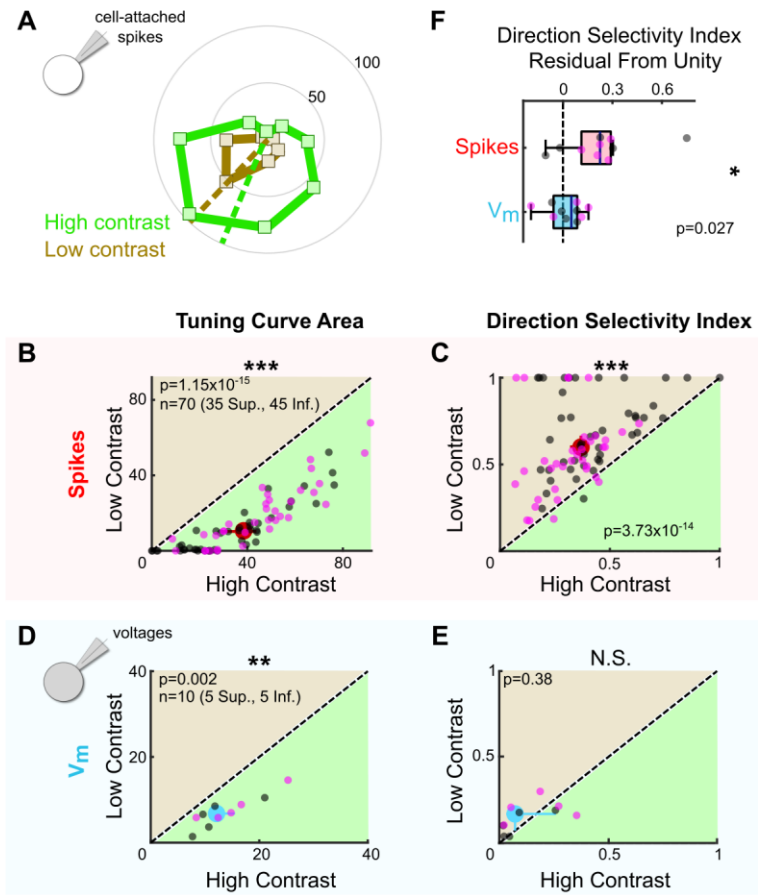 A
cell-attached
spikes
100
50
High contrast
Low contrast
F
Direction Selectivity Index
Residual From Unity
0 0.3 0.6
Spikes
Vm
*
p=0.027
Tuning Curve Area
Direction Selectivity Index
B
***
p=1.15x10-15
n=70 (35 Sup., 45 Inf.)
80
40
0
40
80
Low Contrast
High Contrast
Spikes
C
***
1
0.5
0
0.5
1
p=3.73x10-14
Low Contrast
High Contrast
D
voltages
**
p=0.002
n=10 (5 Sup., 5 Inf.)
40
20
0
20
40
Low Contrast
High Contrast
Vm
E
N.S.
p=0.38
1
0.5
0
0.5
1
Low Contrast
High Contrast